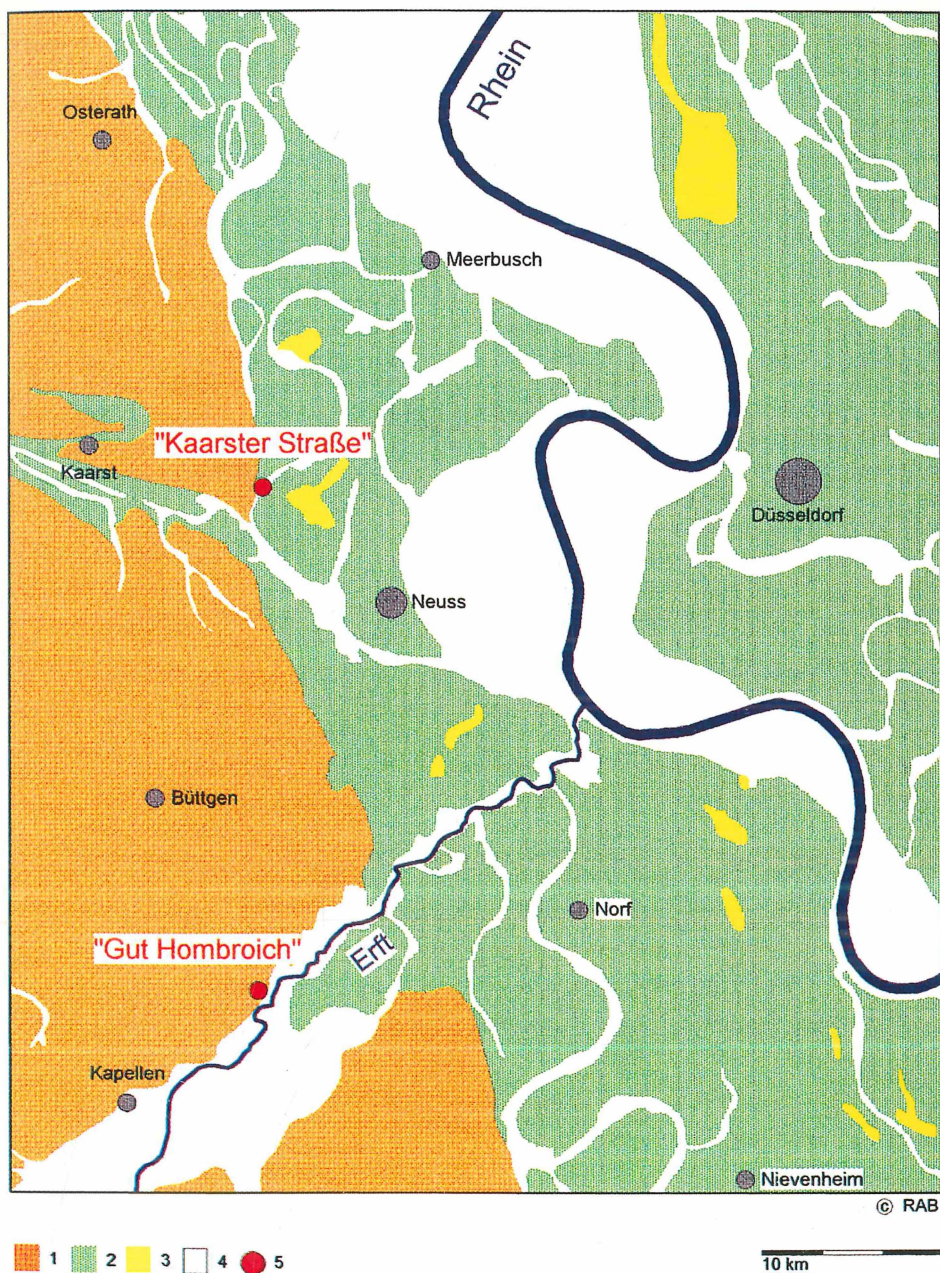 Rhein
Osterath
Meerbusch
"Kaarster Straße"
Kaarst
Düsseldorf
Neuss
Büttgen
Norf
"Gut Hombroich"
Erft
Kapellen
Nievenheim
© RAB
1 2 3 4 5
10 km